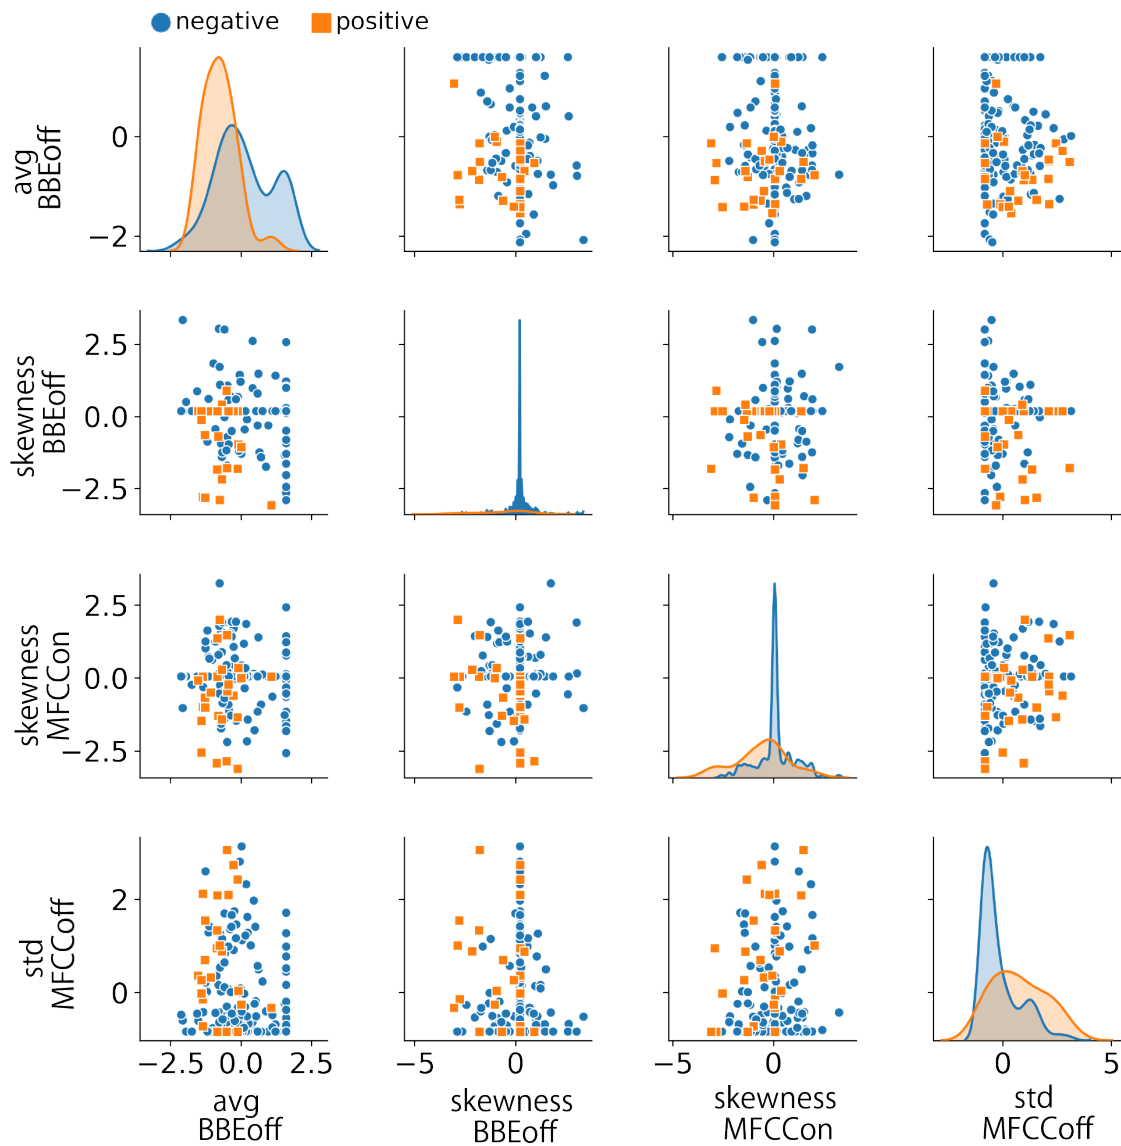 negative positive
avg
BBEoff
0
−2
skewness
BBEoff
2.5
0.0
−2.5
skewness
MFCCon
2.5
0.0
−2.5
std
MFCCoff
2
0
−2.5 0.0 2.5
−5 0
−5 0
0 5
avg
BBEoff
skewness
BBEoff
skewness
MFCCon
std
MFCCoff